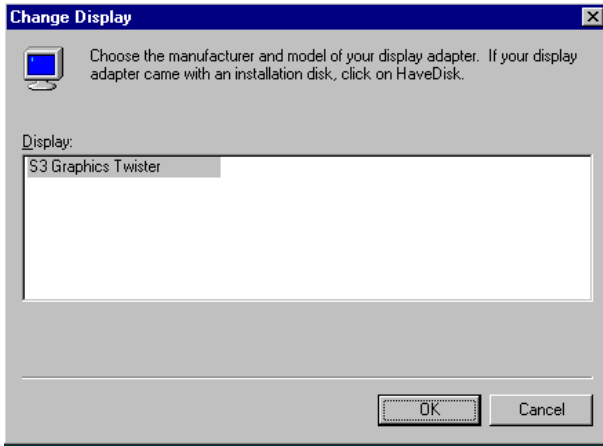 Change Display
Choose the manufacturer and model of your display adapter.  If your display
adapter came with an installation disk, click on HaveDisk.
Display:
S3 Graphics Twister
OK
Cancel